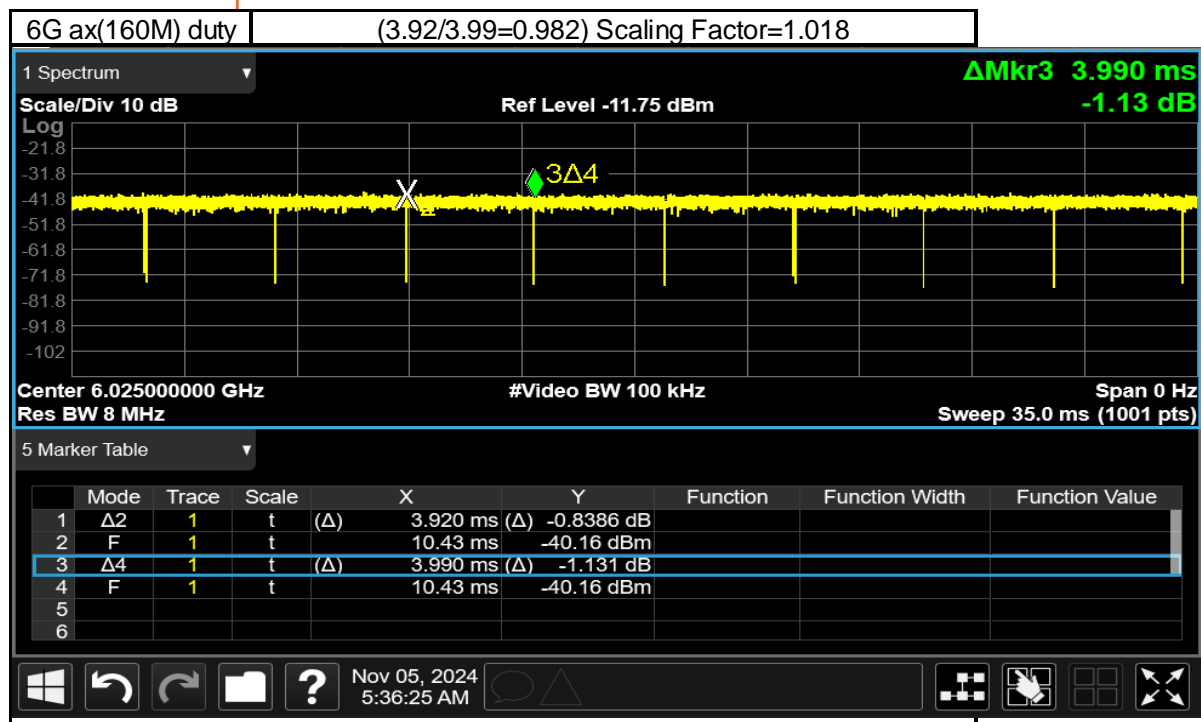 6G ax(160M) duty (3.92/3.99=0.982) Scaling Factor=1.018
1 Spectrum ▼ ΔMkr3 3.990 ms
Scale/Div 10 dB Ref Level -11.75 dBm -1.13 dB
Log
-21.8
-31.8 3Δ4
-41.8 X
-51.8
-61.8
-71.8
-81.8
-91.8
-102
Center 6.025000000 GHz #Video BW 100 kHz Span 0 Hz
Res BW 8 MHz Sweep 35.0 ms (1001 pts)
5 Marker Table ▼
Mode Trace Scale X Y Function Function Width Function Value
1 Δ2 1 t (Δ) 3.920 ms (Δ) -0.8386 dB
2 F 1 t 10.43 ms -40.16 dBm
3 Δ4 1 t (Δ) 3.990 ms (Δ) -1.131 dB
4 F 1 t 10.43 ms -40.16 dBm
5
6
? Nov 05, 2024
5:36:25 AM